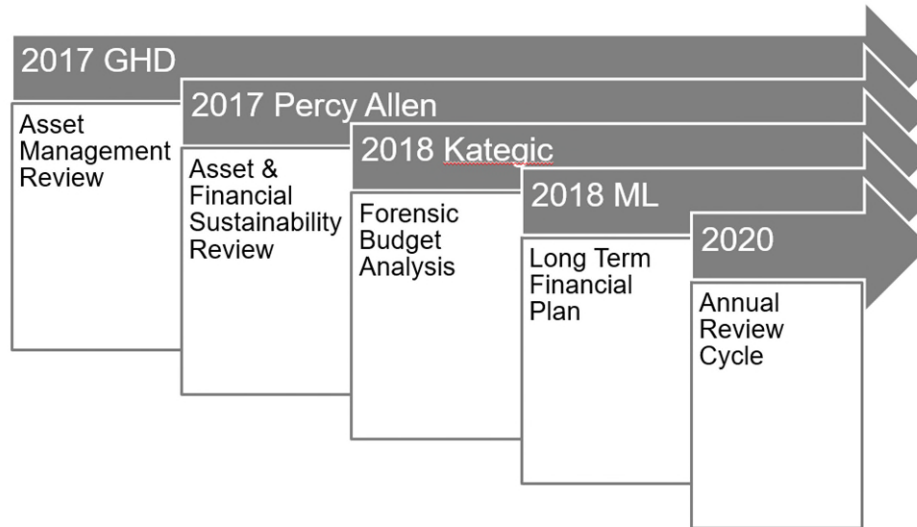 2017 GHD
Asset
Management
Review
2017 Percy Allen
Asset &
Financial
Sustainability
Review
2018 Kategic
Forensic
Budget
Analysis
2018 ML
Long Term
Financial
Plan
2020
Annual
Review
Cycle